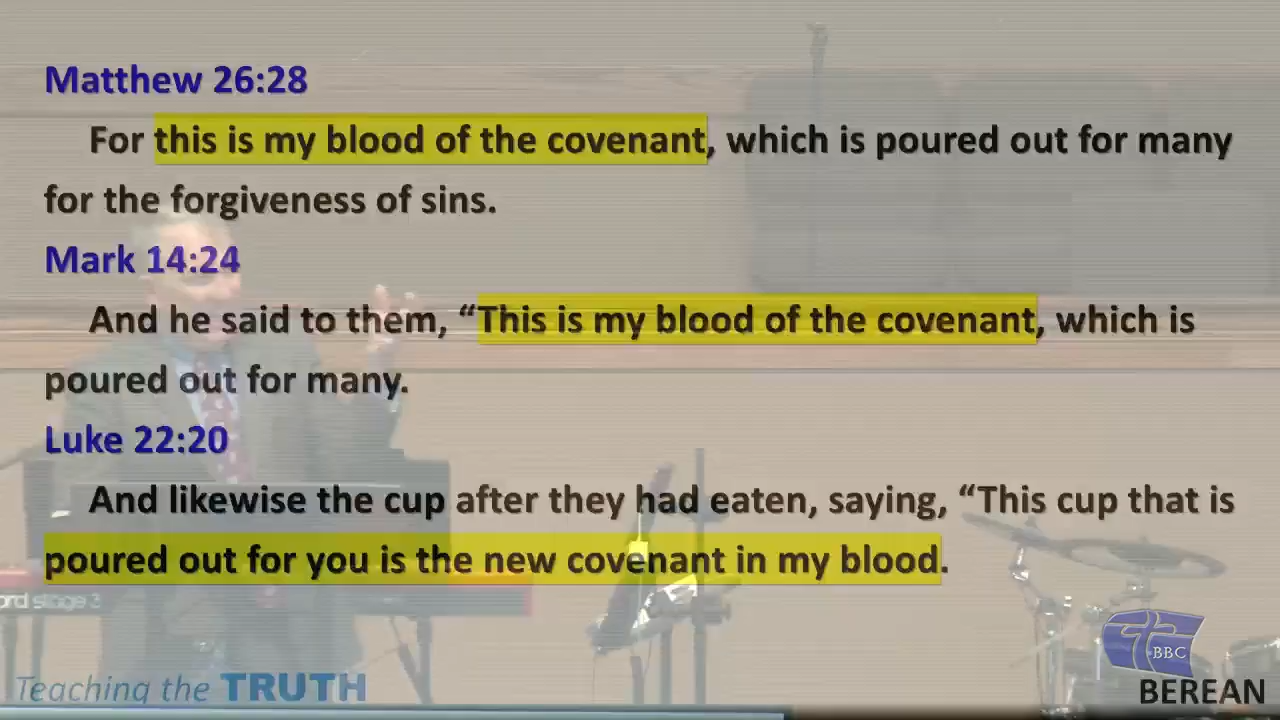 Matthew 26:28
For this is my blood of the covenant, which is poured out for many
for the forgiveness of sins.
Mark 14:24
And he said to them, “This is my blood of the covenant, which is
poured out for many.
Luke 22:20
And likewise the cup after they had eaten, saying, “This cup that is
poured out for you is the new covenant in my blood.
ord stage 3
BBC
Teaching the TRUTH
BEREAN